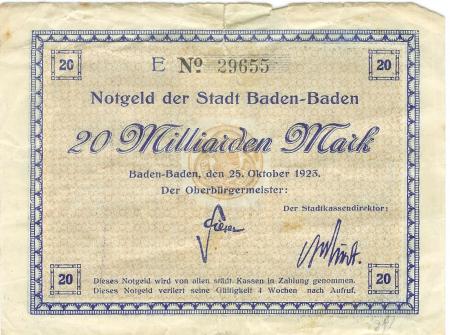 20 E № 29655 20
Notgeld der Stadt Baden-Baden
20 Milliarden Mark
Baden-Baden, den 25. Oktober 1923.
Der Oberbürgermeister:
Der Stadtkassendirektor:
Fieser
20 20
Dieses Notgeld wird von allen städt. Kassen in Zahlung genommen.
Dieses Notgeld verliert seine Gültigkeit 4 Wochen nach Aufruf.